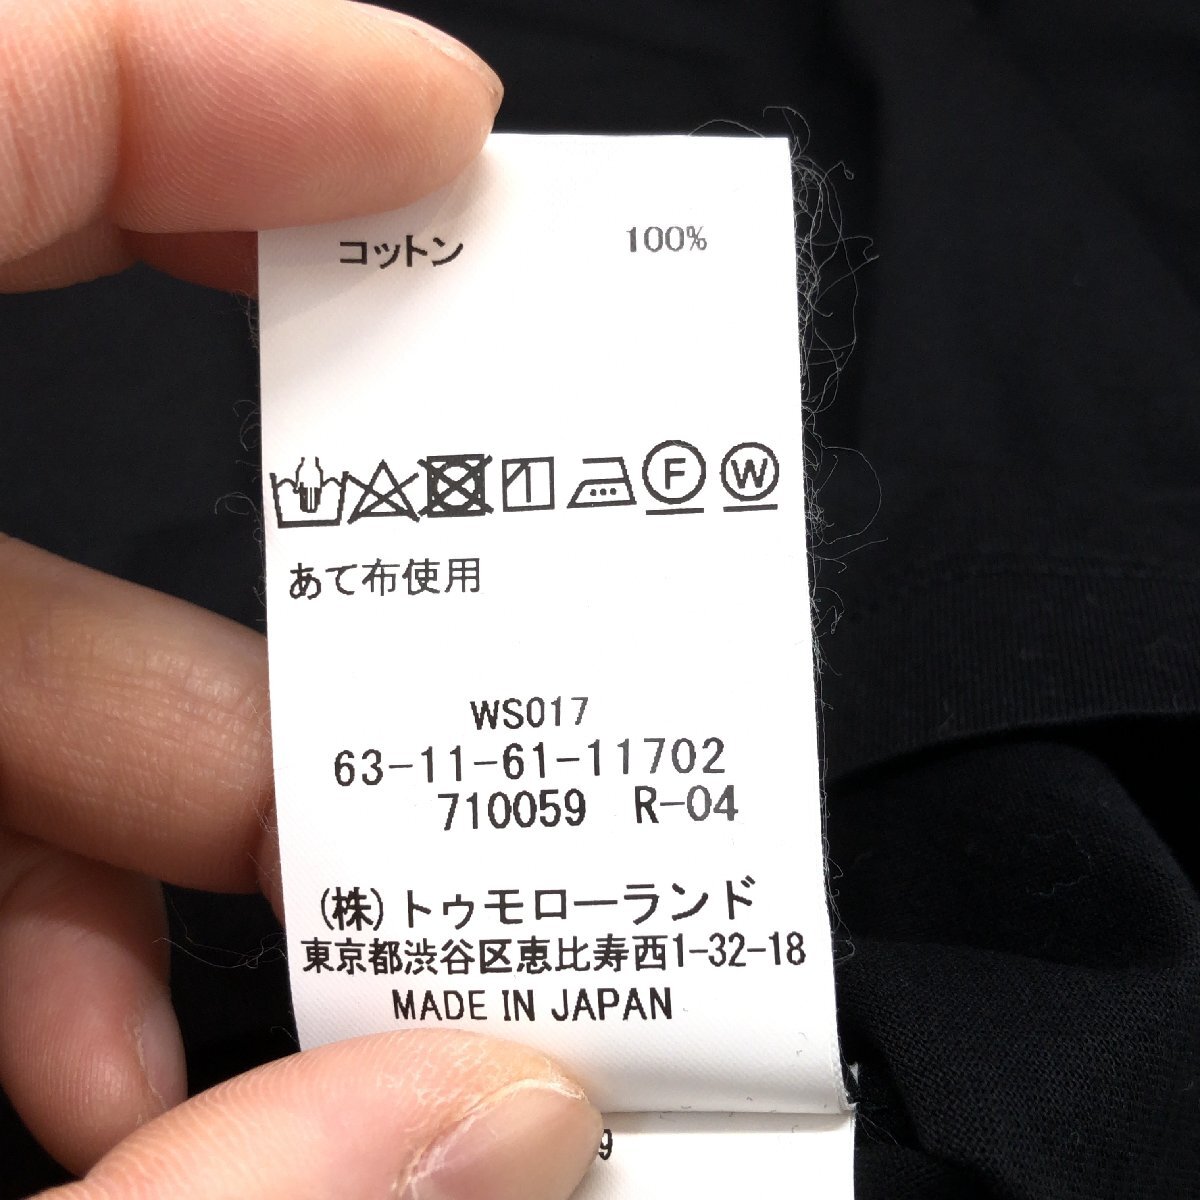 コットン 100%
F W
あて布使用
WS017
63-11-61-11702
710059 R-04
(株)トゥモローランド
東京都渋谷区恵比寿西1-32-18
MADE IN JAPAN
9